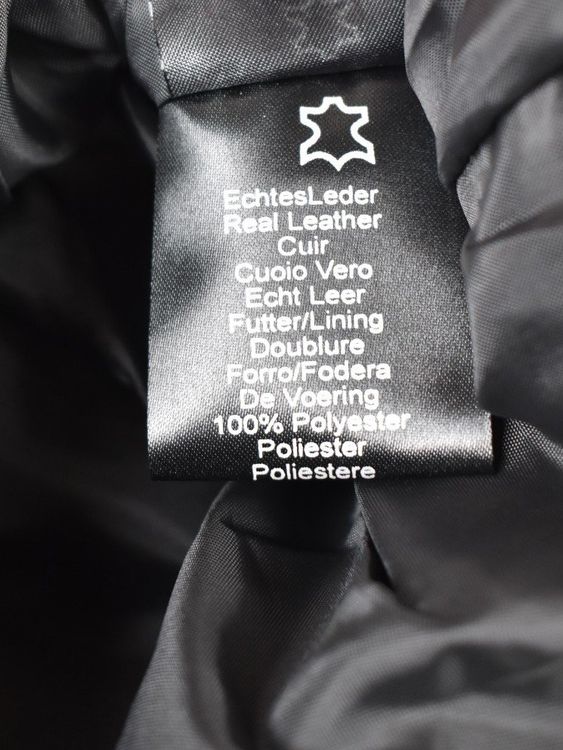 EchtesLeder
Real Leather
Cuir
Cuoio Vero
Echt Leer
Futter/Lining
Doublure
Forro/Fodera
De Voering
100% Polyester
Poliester
Poliestere